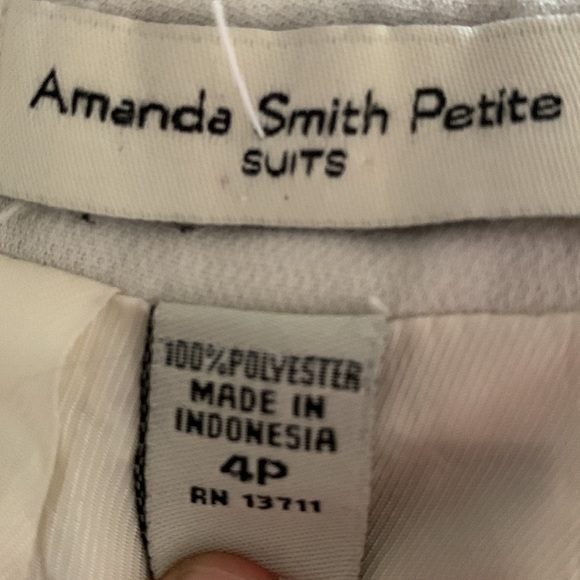 Amanda Smith Petite
SUITS
100%POLYESTER
MADE IN
INDONESIA
4P
RN 13711